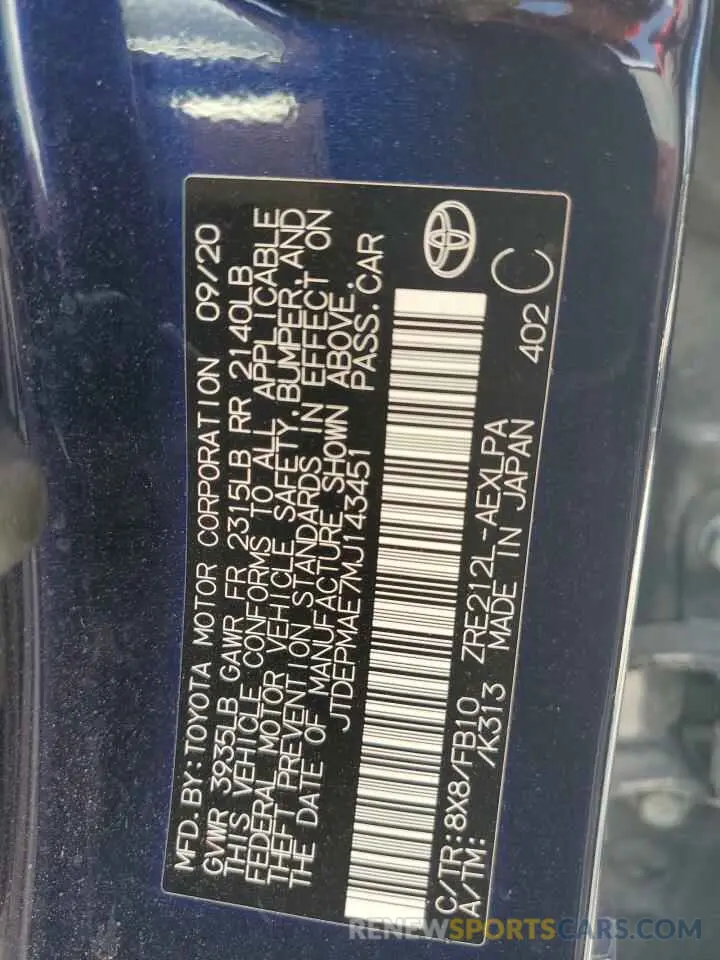 MFD. BY: TOYOTA MOTOR CORPORATION 09/20
GVWR 3935LB GAWR FR 2315LB RR 2140LB
THIS VEHICLE CONFORMS TO ALL APPLICABLE
FEDERAL MOTOR VEHICLE SAFETY, BUMPER, AND
THEFT PREVENTION STANDARDS IN EFFECT ON
THE DATE OF MANUFACTURE SHOWN ABOVE.
JTDEPMAE7MJ143451 PASS. CAR
C/TR: 8X8/FB10 ZRE212L-AEXLPA 402 C
A/TM: /K313 MADE IN JAPAN
RENEWSPORTSCARS.COM